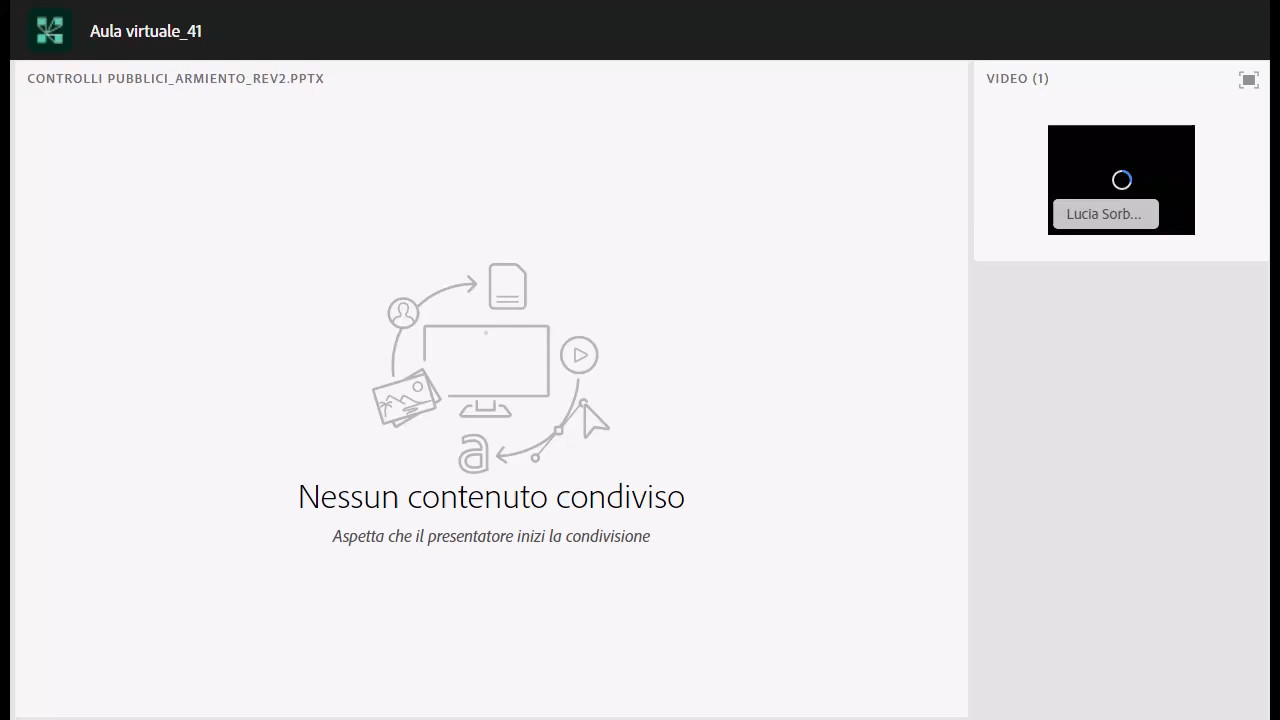 Aula virtuale_41
CONTROLLI PUBBLICI_ARMIENTO_REV2.PPTX
VIDEO (1)
Lucia Sorb...
a
Nessun contenuto condiviso
Aspetta che il presentatore inizi la condivisione